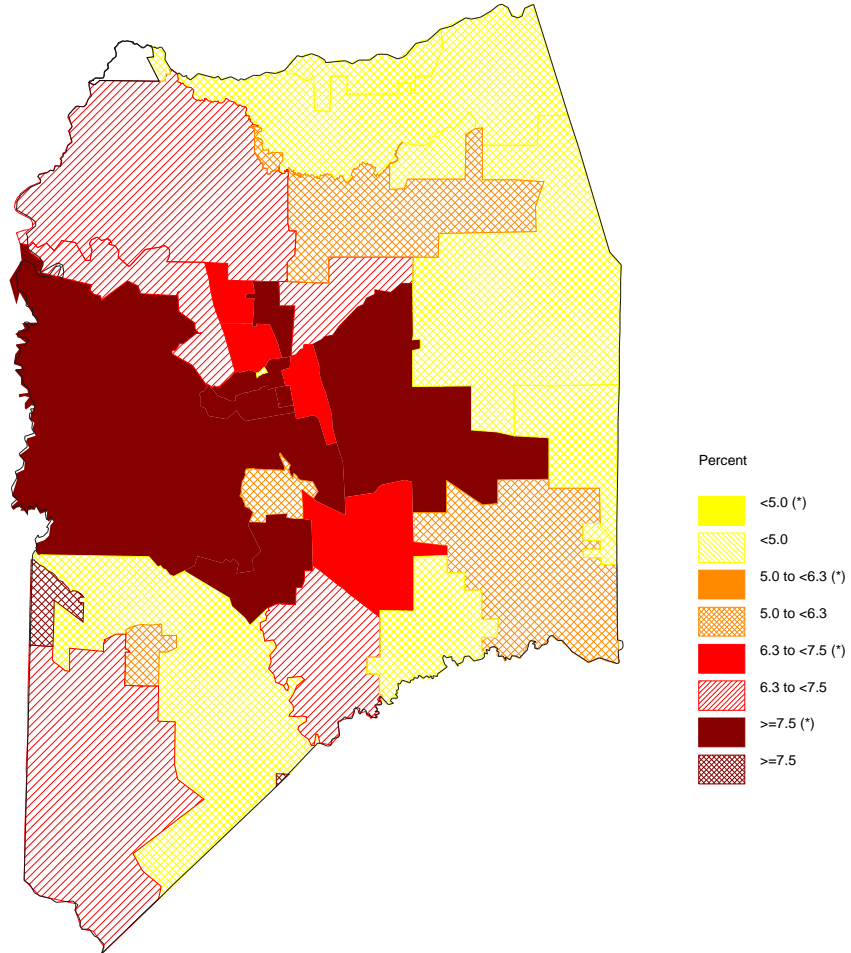 Percent
<5.0 (*)
<5.0
5.0 to <6.3 (*)
5.0 to <6.3
6.3 to <7.5 (*)
6.3 to <7.5
>=7.5 (*)
>=7.5